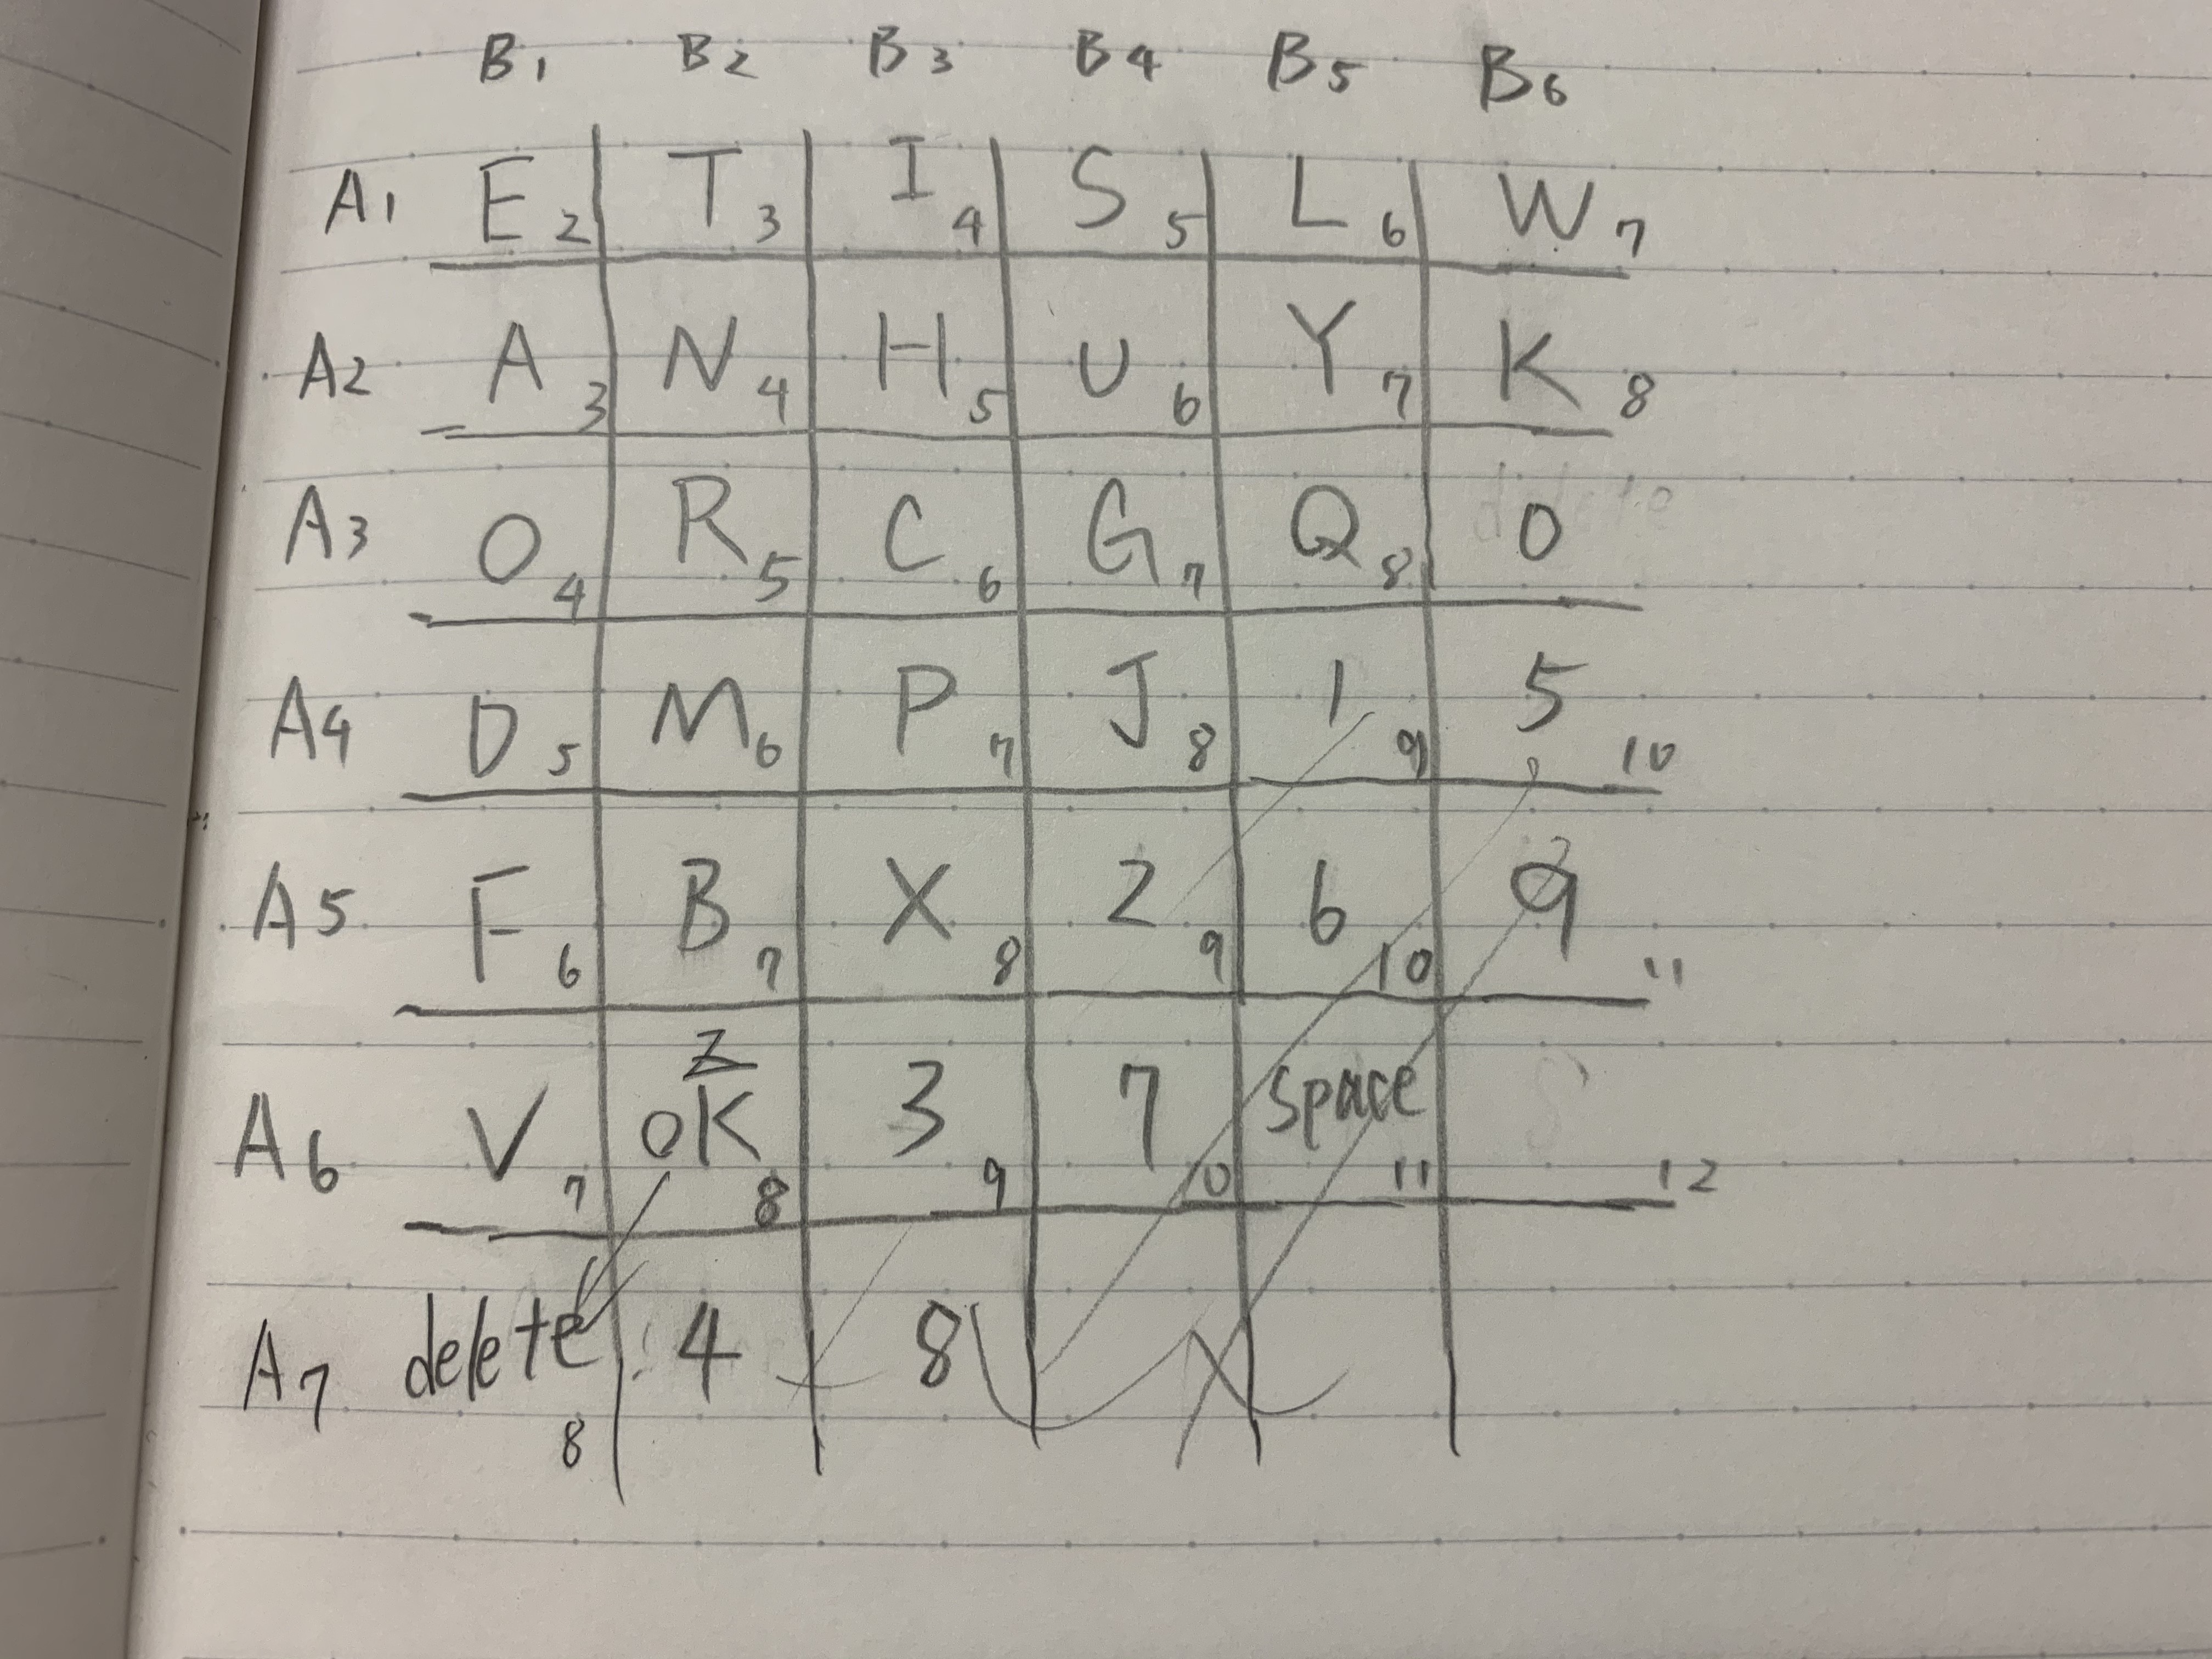 B1 B2 B3 B4 B5 B6
A1 E 2 T 3 I 4 S 5 L 6 W 7
A2 A 3 N 4 H 5 U 6 Y 7 K 8
A3 O 4 R 5 C 6 G 7 Q 8 0
A4 D 5 M 6 P 7 J 8 1 9 5 10
A5 F 6 B 7 X 8 2 9 6 10 9 11
Z
A6 V 7 OK 8 3 9 7 10 space 11 12
A7 delete 8 4 8